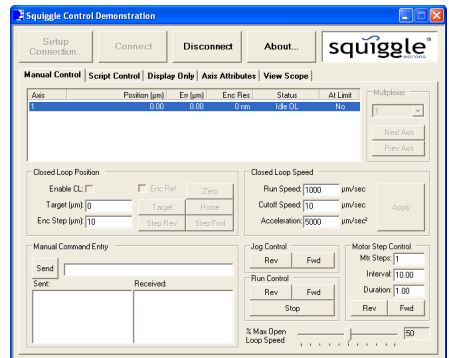 Squiggle Control Demonstration
Setup Connection...
Connect
Disconnect
About...
squiggle®
MOTORS
Manual Control Script Control Display Only Axis Attributes View Scope
Axis Position (µm) Err (µm) Enc Res Status At Limit
1 0.00 0.00 0 nm Idle OL No
Multiplexer
1
Next Axis
Prev Axis
Closed Loop Position
Enable CL: Enc Ref Zero
Target (µm): 0 Target Home
Enc Step (µm): 10 Step Rev Step Fwd
Closed Loop Speed
Run Speed: 1000 µm/sec
Cutoff Speed: 10 µm/sec
Acceleration: 5000 µm/sec²
Apply
Manual Command Entry
Send
Sent: Received:
Jog Control
Rev Fwd
Run Control
Rev Fwd
Stop
Motor Step Control
Mtr Steps: 1
Interval: 10.00
Duration: 1.00
Rev Fwd
% Max Open Loop Speed 50